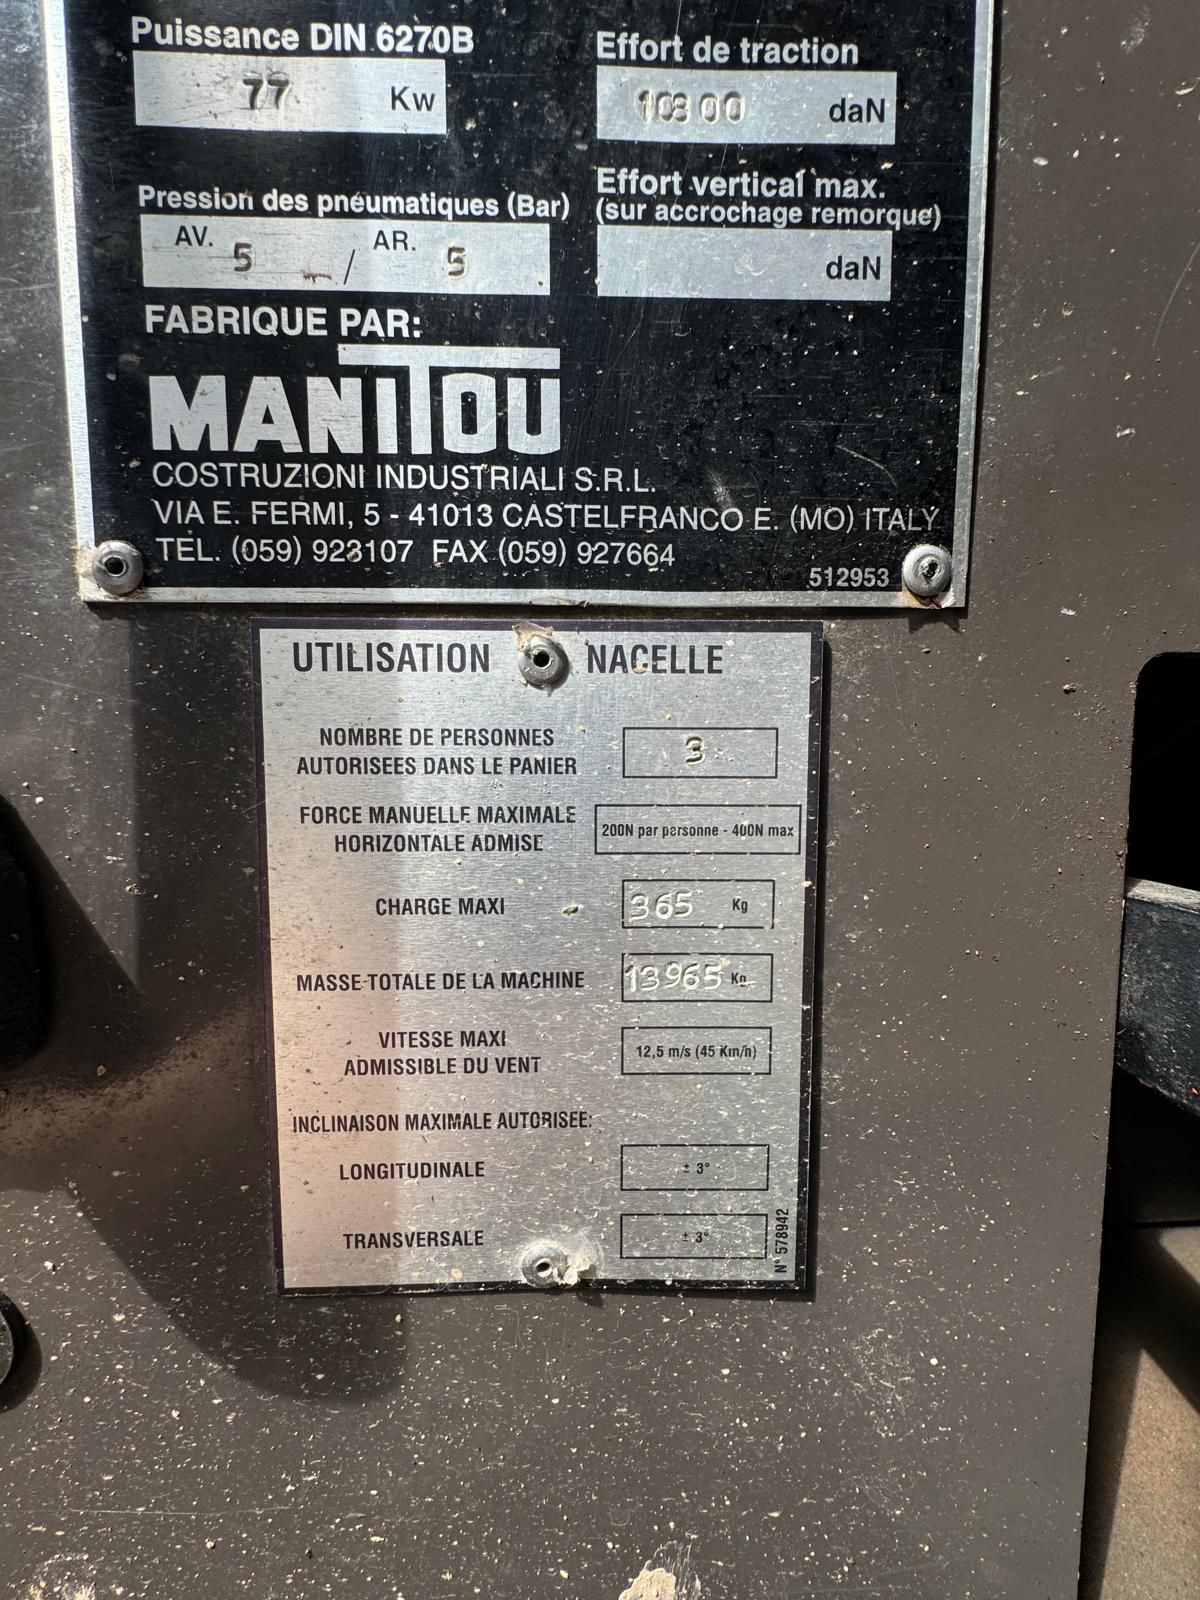 Puissance DIN 6270B
77 Kw
Effort de traction
10300 daN
Pression des pneumatiques (Bar)
AV. 5 / AR. 5
Effort vertical max.
(sur accrochage remorque)
daN
FABRIQUE PAR:
MANITOU
COSTRUZIONI INDUSTRIALI S.R.L.
VIA E. FERMI, 5 - 41013 CASTELFRANCO E. (MO) ITALY
TEL. (059) 923107 FAX (059) 927664
512953
UTILISATION NACELLE
NOMBRE DE PERSONNES
AUTORISEES DANS LE PANIER
3
FORCE MANUELLE MAXIMALE
HORIZONTALE ADMISE
200N par personne - 400N max
CHARGE MAXI
365 Kg
MASSE TOTALE DE LA MACHINE
13965 Kg
VITESSE MAXI
ADMISSIBLE DU VENT
12,5 m/s (45 Km/h)
INCLINAISON MAXIMALE AUTORISEE:
LONGITUDINALE
± 3°
TRANSVERSALE
± 3°
N° 578942